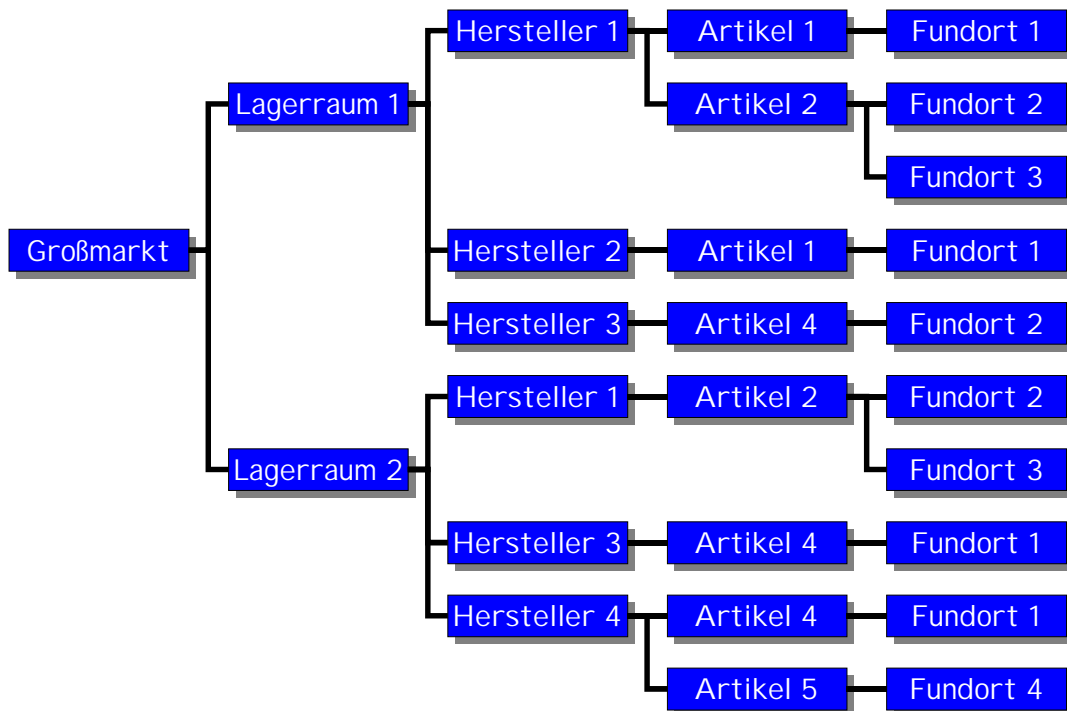 Hersteller 1 Artikel 1 Fundort 1
Lagerraum 1 Artikel 2 Fundort 2
Fundort 3
Großmarkt Hersteller 2 Artikel 1 Fundort 1
Hersteller 3 Artikel 4 Fundort 2
Hersteller 1 Artikel 2 Fundort 2
Lagerraum 2 Fundort 3
Hersteller 3 Artikel 4 Fundort 1
Hersteller 4 Artikel 4 Fundort 1
Artikel 5 Fundort 4